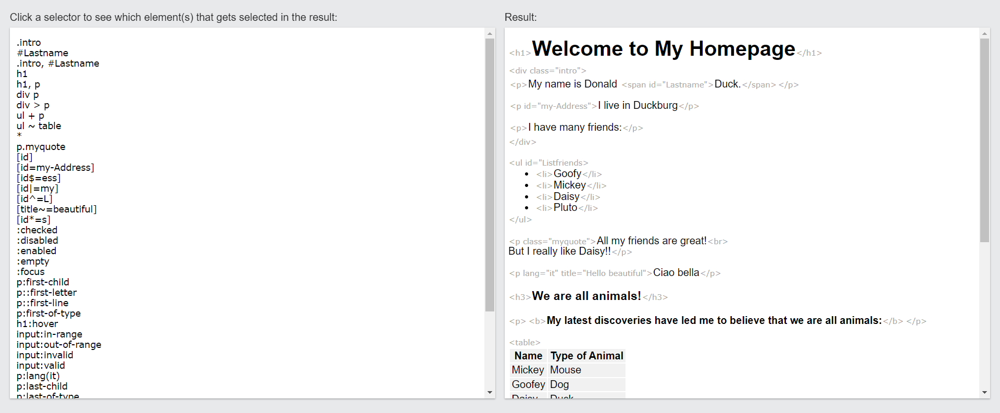 Click a selector to see which element(s) that gets selected in the result:
.intro
#Lastname
.intro, #Lastname
h1
h1, p
div p
div > p
ul + p
ul ~ table
*
p.myquote
[id]
[id=my-Address]
[id$=ess]
[id|=my]
[id^=L]
[title~=beautiful]
[id*=s]
:checked
:disabled
:enabled
:empty
:focus
p:first-child
p::first-letter
p::first-line
p:first-of-type
h1:hover
input:in-range
input:out-of-range
input:invalid
input:valid
p:lang(it)
p:last-child
p:last-of-type
Result:
<h1>Welcome to My Homepage</h1>
<div class="intro">
<p>My name is Donald <span id="Lastname">Duck.</span> </p>
<p id="my-Address">I live in Duckburg</p>
<p>I have many friends:</p>
</div>
<ul id="Listfriends>
• <li>Goofy</li>
• <li>Mickey</li>
• <li>Daisy</li>
• <li>Pluto</li>
</ul>
<p class="myquote">All my friends are great!<br>
But I really like Daisy!!</p>
<p lang="it" title="Hello beautiful">Ciao bella</p>
<h3>We are all animals!</h3>
<p> <b>My latest discoveries have led me to believe that we are all animals:</b> </p>
<table>
Name Type of Animal
Mickey Mouse
Goofey Dog
Daisy Duck